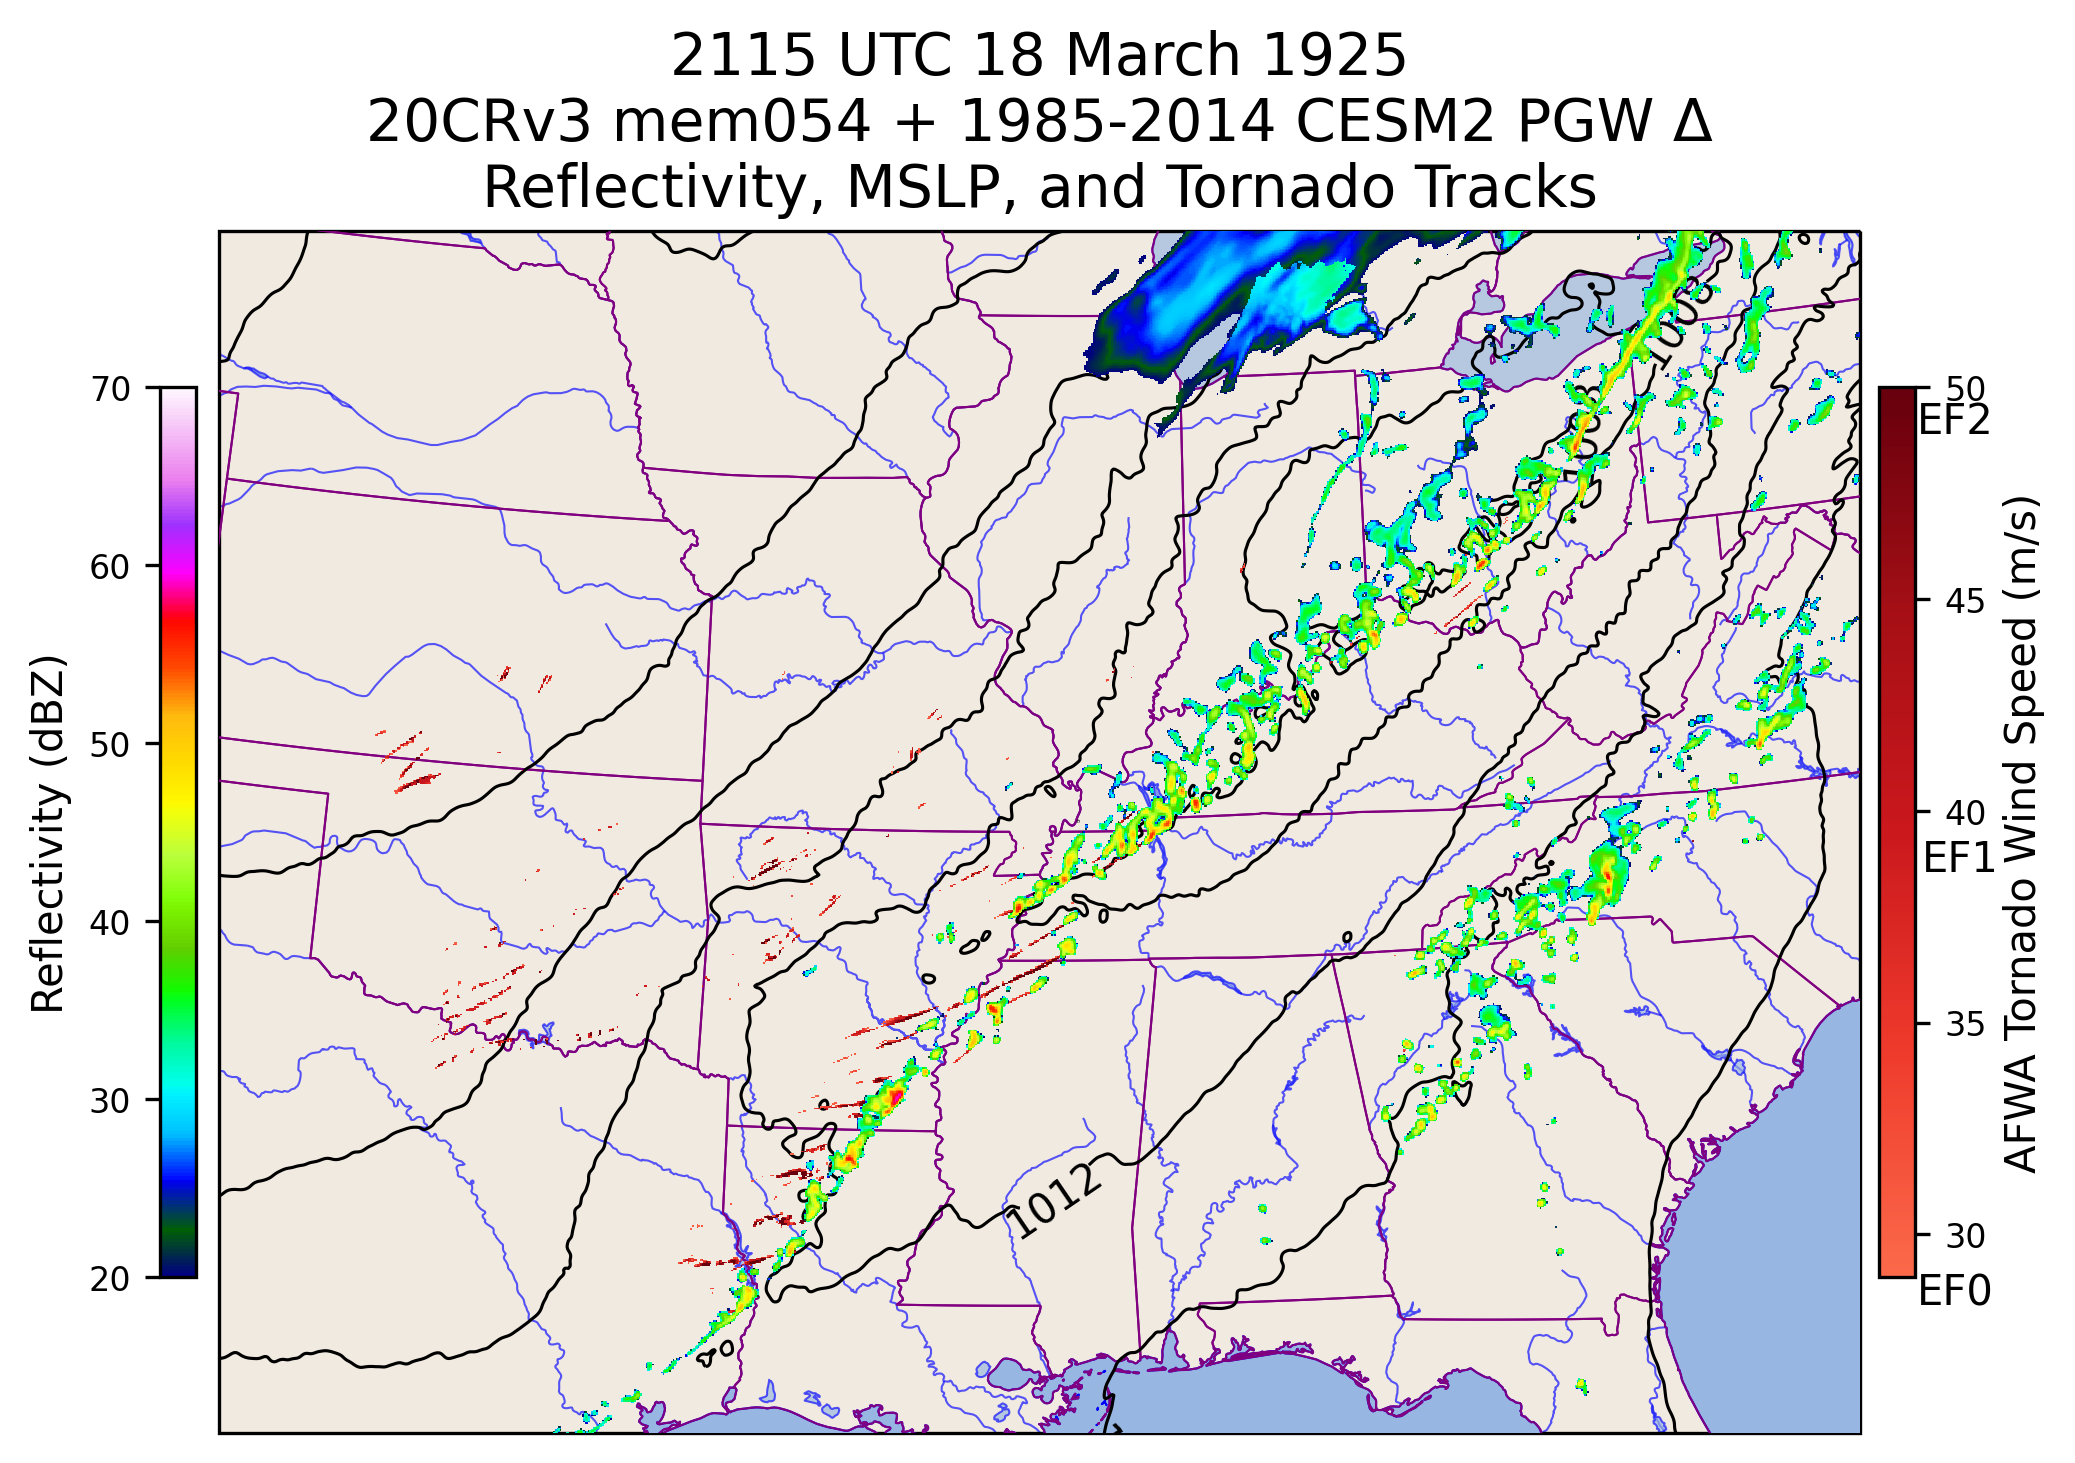 2115 UTC 18 March 1925
20CRv3 mem054 + 1985-2014 CESM2 PGW Δ
Reflectivity, MSLP, and Tornado Tracks
Reflectivity (dBZ)
70
60
50
40
30
20
1008
1012
50
EF2
45
40
EF1
35
30
EF0
AFWA Tornado Wind Speed (m/s)